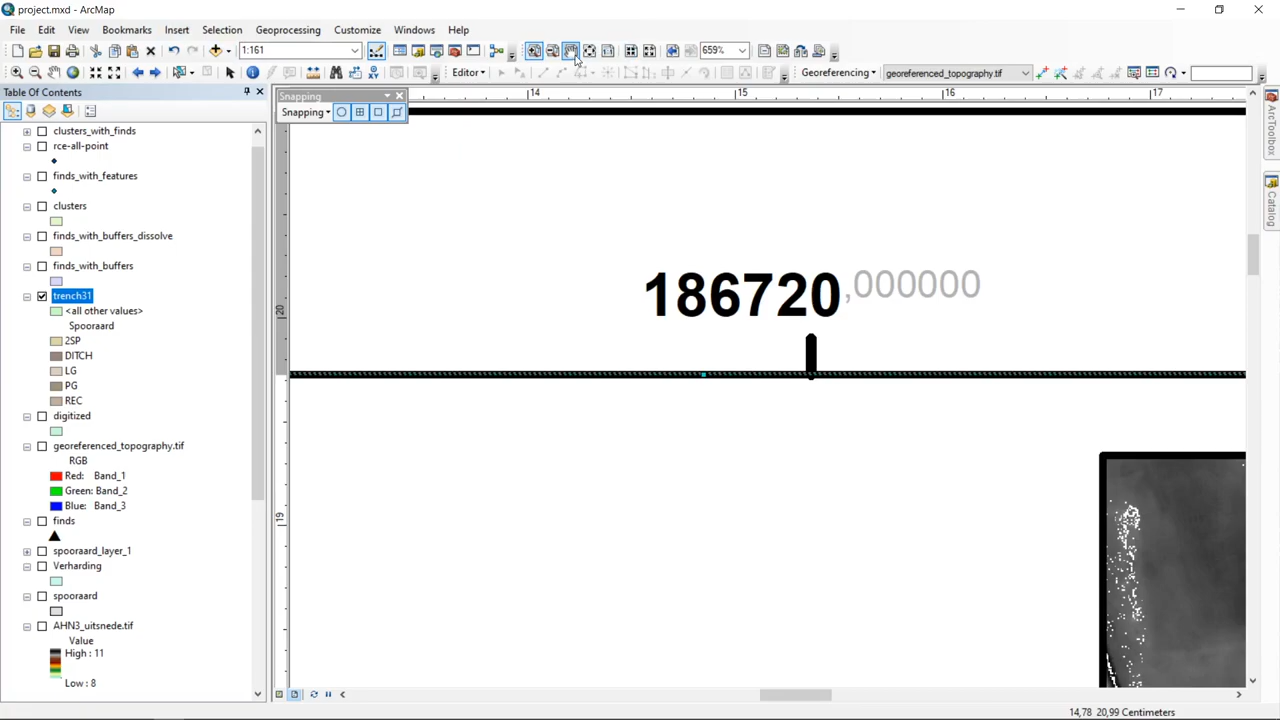 project.mxd - ArcMap
File Edit View Bookmarks Insert Selection Geoprocessing Customize Windows Help
1:161
659%
Editor
Georeferencing
georeferenced_topography.tif
Table Of Contents
clusters_with_finds
rce-all-point
finds_with_features
clusters
finds_with_buffers_dissolve
finds_with_buffers
trench31
<all other values>
Spooraard
2SP
DITCH
LG
PG
REC
digitized
georeferenced_topography.tif
RGB
Red: Band_1
Green: Band_2
Blue: Band_3
finds
spooraard_layer_1
Verharding
spooraard
AHN3_uitsnede.tif
Value
High : 11
Low : 8
Snapping
Snapping
14 15 16 17
20
19
186720,000000
ArcToolbox
Catalog
14,78 20,99 Centimeters